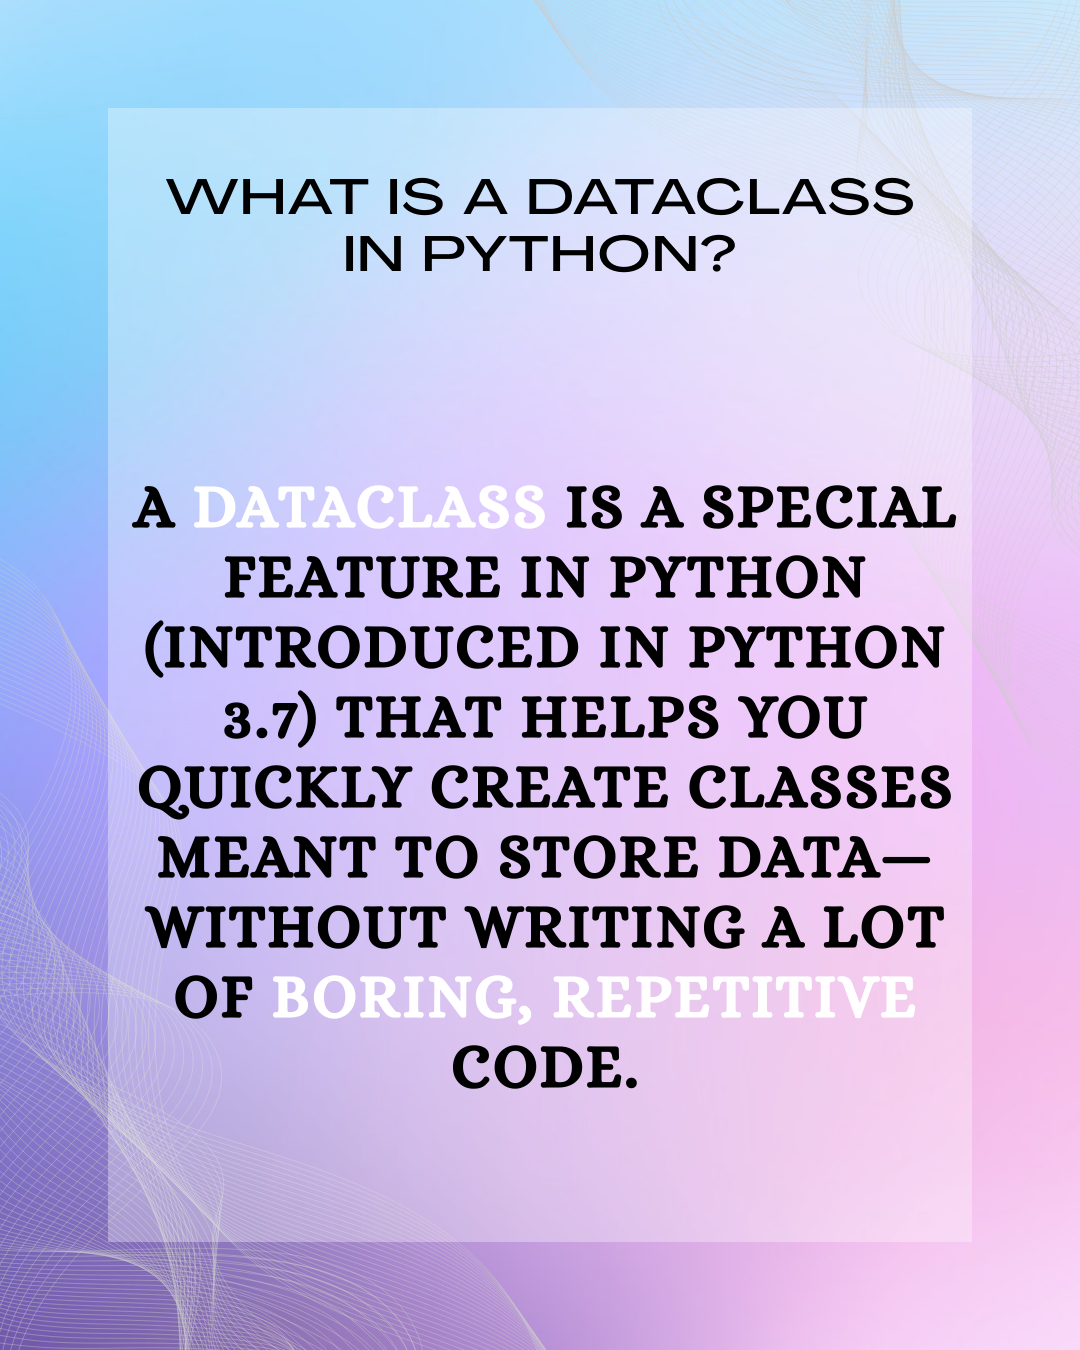 WHAT IS A DATACLASS
IN PYTHON?
A DATACLASS IS A SPECIAL
FEATURE IN PYTHON
(INTRODUCED IN PYTHON
3.7) THAT HELPS YOU
QUICKLY CREATE CLASSES
MEANT TO STORE DATA—
WITHOUT WRITING A LOT
OF BORING, REPETITIVE
CODE.